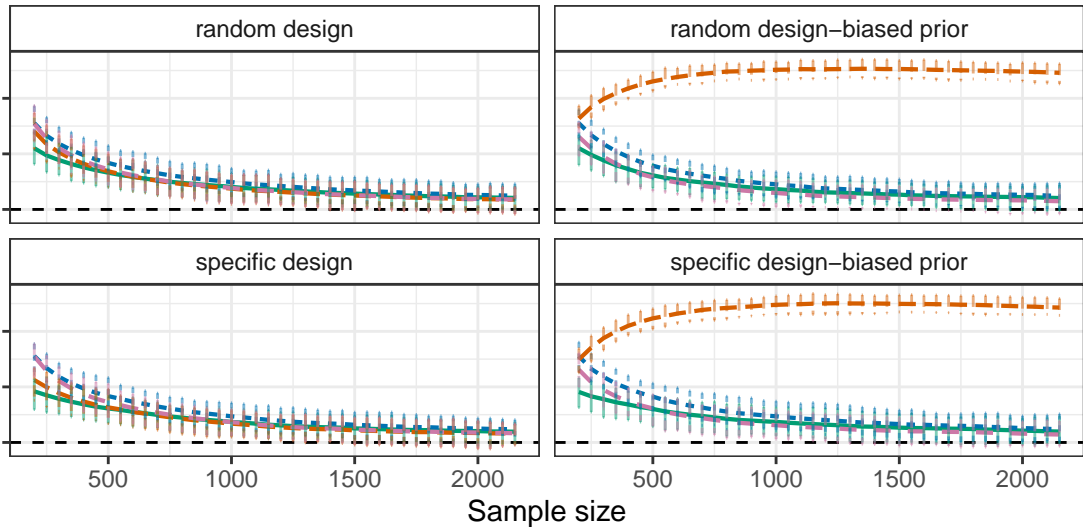 random design
random design−biased prior
specific design
specific design−biased prior
500 1000 1500 2000
500 1000 1500 2000
Sample size